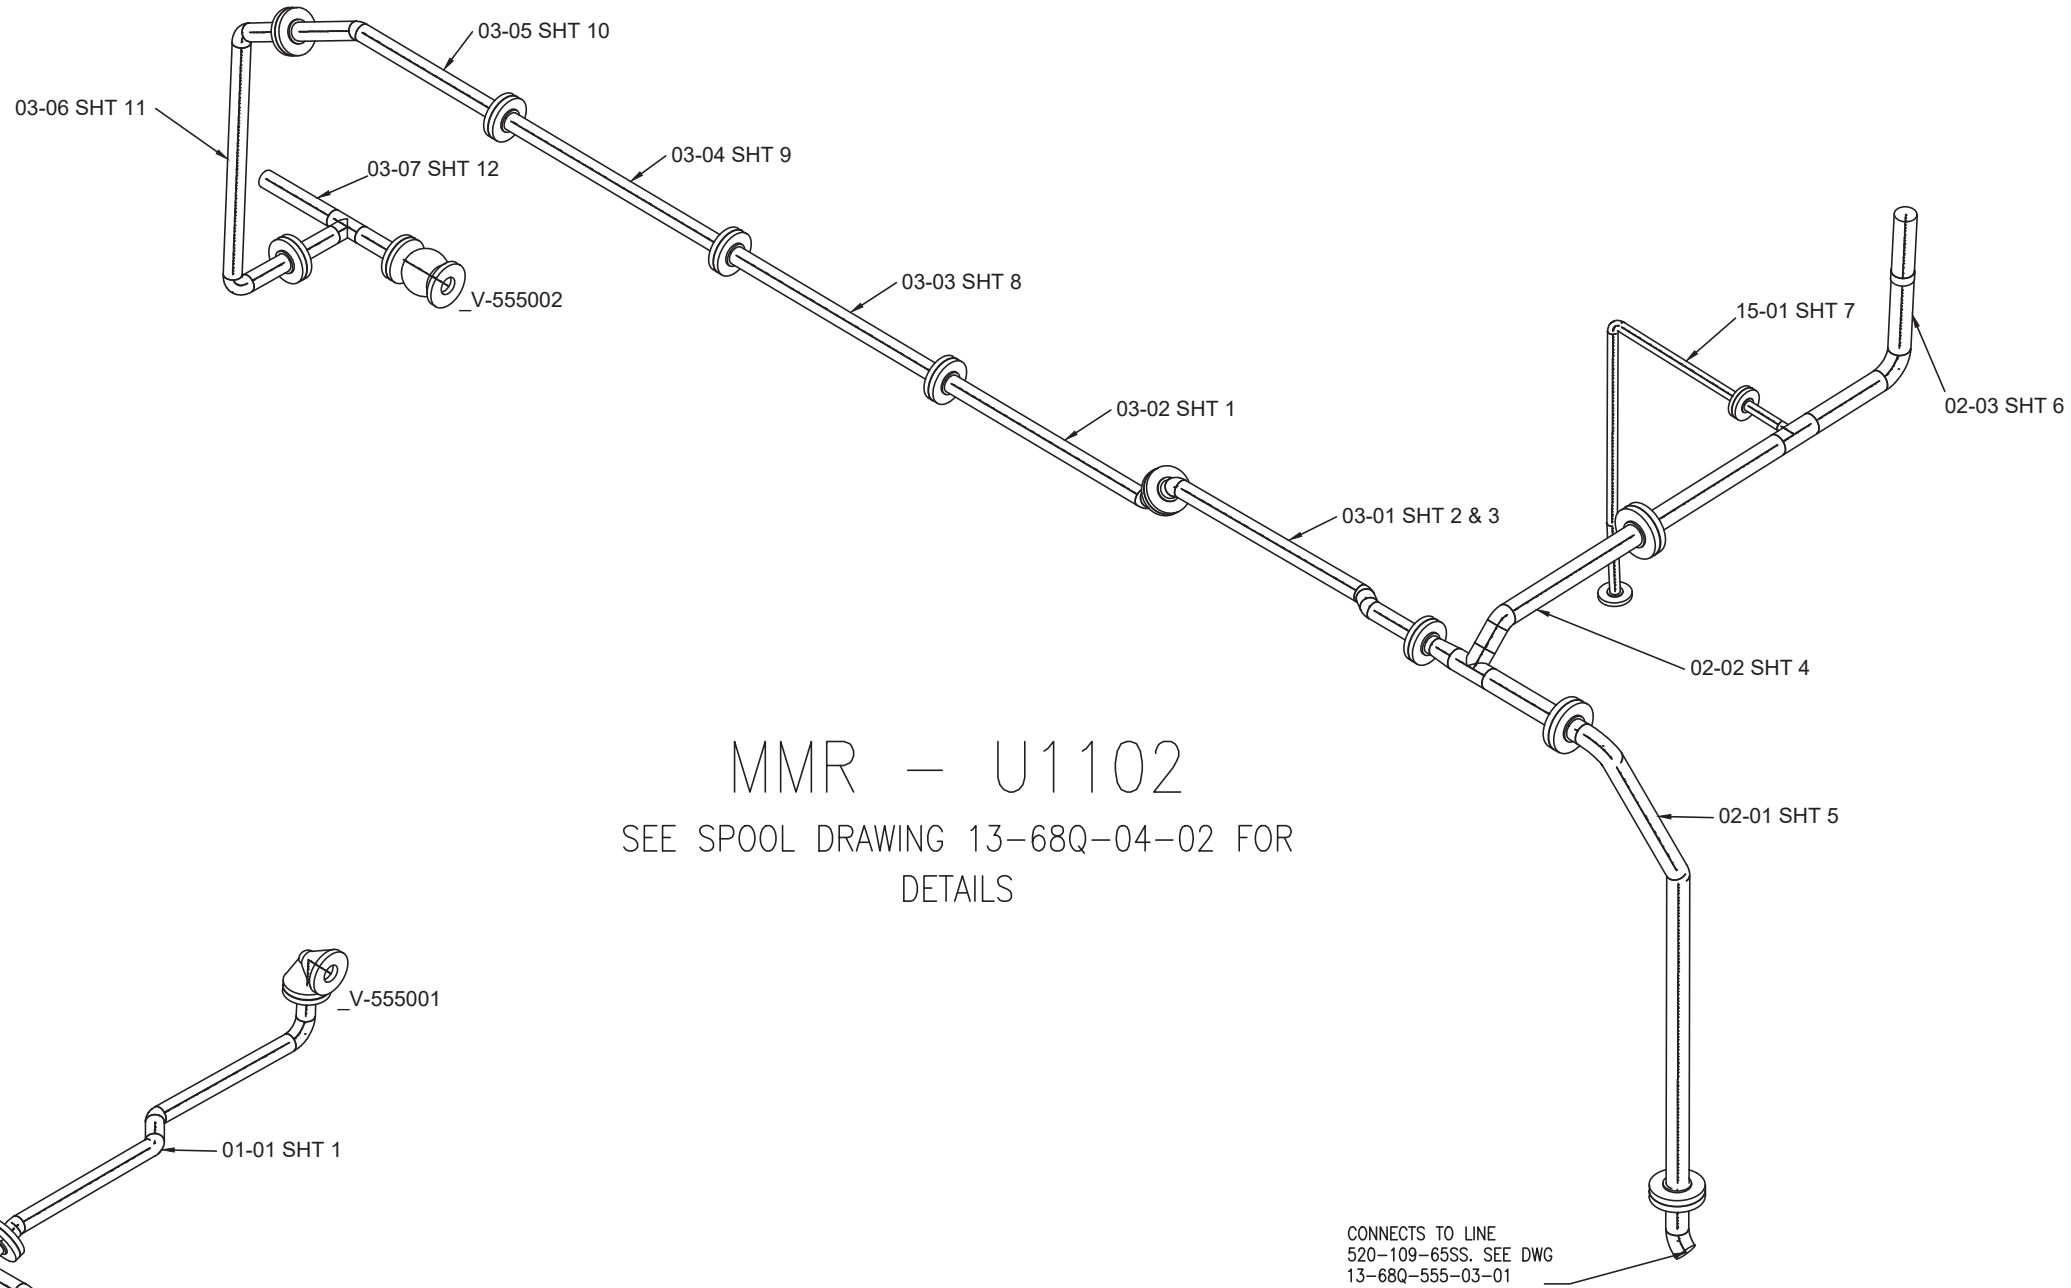 03-05 SHT 10
03-06 SHT 11
03-04 SHT 9
03-07 SHT 12
03-03 SHT 8
_V-555002
15-01 SHT 7
02-03 SHT 6
03-02 SHT 1
03-01 SHT 2 & 3
02-02 SHT 4
MMR - U1102
SEE SPOOL DRAWING 13-68Q-04-02 FOR
DETAILS
02-01 SHT 5
_V-555001
01-01 SHT 1
CONNECTS TO LINE
520-109-65SS. SEE DWG
13-68Q-555-03-01